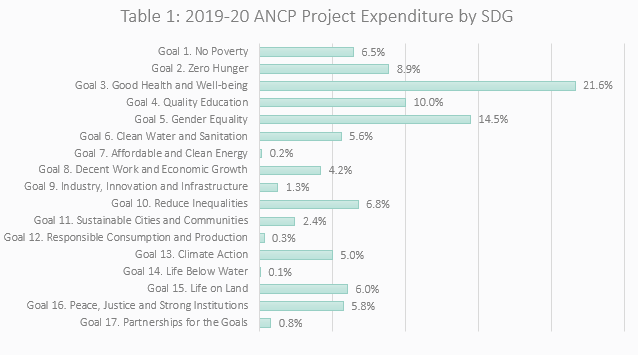 Table 1: 2019-20 ANCP Project Expenditure by SDG
Goal 1. No Poverty 6.5%
Goal 2. Zero Hunger 8.9%
Goal 3. Good Health and Well-being 21.6%
Goal 4. Quality Education 10.0%
Goal 5. Gender Equality 14.5%
Goal 6. Clean Water and Sanitation 5.6%
Goal 7. Affordable and Clean Energy 0.2%
Goal 8. Decent Work and Economic Growth 4.2%
Goal 9. Industry, Innovation and Infrastructure 1.3%
Goal 10. Reduce Inequalities 6.8%
Goal 11. Sustainable Cities and Communities 2.4%
Goal 12. Responsible Consumption and Production 0.3%
Goal 13. Climate Action 5.0%
Goal 14. Life Below Water 0.1%
Goal 15. Life on Land 6.0%
Goal 16. Peace, Justice and Strong Institutions 5.8%
Goal 17. Partnerships for the Goals 0.8%